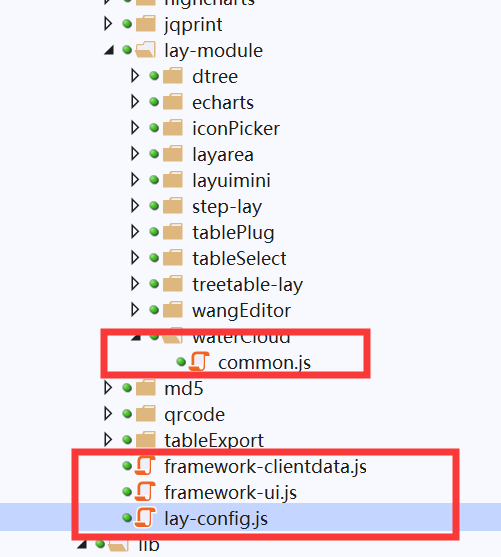 highcharts
jqprint
lay-module
dtree
echarts
iconPicker
layarea
layuimini
step-lay
tablePlug
tableSelect
treetable-lay
wangEditor
waterCloud
common.js
md5
qrcode
tableExport
framework-clientdata.js
framework-ui.js
lay-config.js
lib